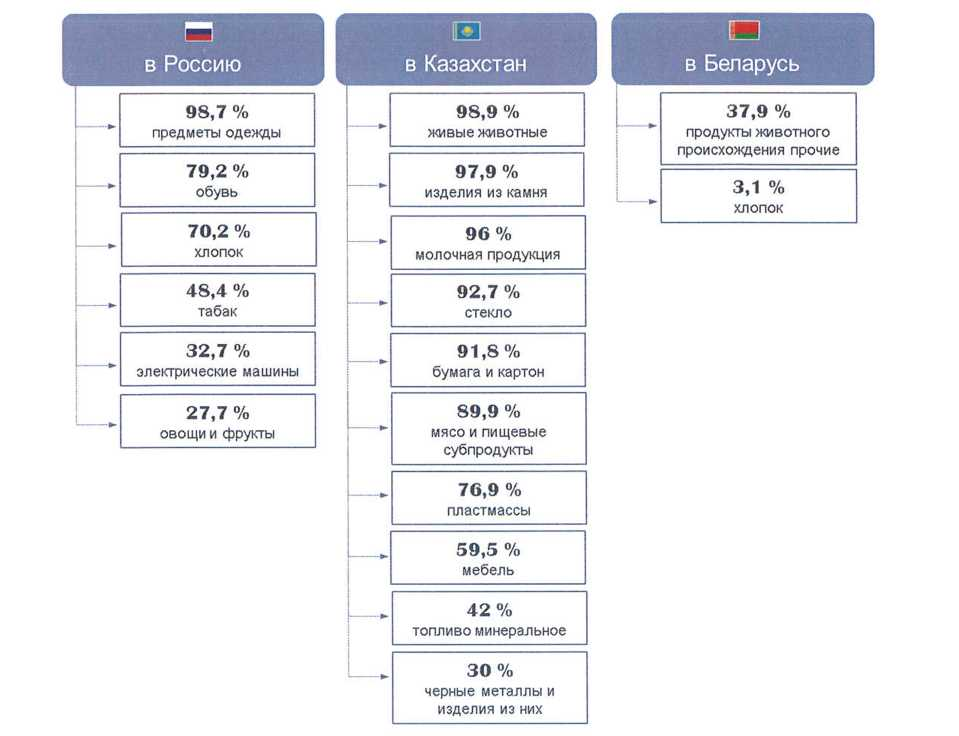 в Россию
98,7 %
предметы одежды
79,2 %
обувь
70,2 %
хлопок
48,4 %
табак
32,7 %
электрические машины
27,7 %
овощи и фрукты
в Казахстан
98,9 %
живые животные
97,9 %
изделия из камня
96 %
молочная продукция
92,7 %
стекло
91,8 %
бумага и картон
89,9 %
мясо и пищевые
субпродукты
76,9 %
пластмассы
59,5 %
мебель
42 %
топливо минеральное
30 %
черные металлы и
изделия из них
в Беларусь
37,9 %
продукты животного
происхождения прочие
3,1 %
хлопок